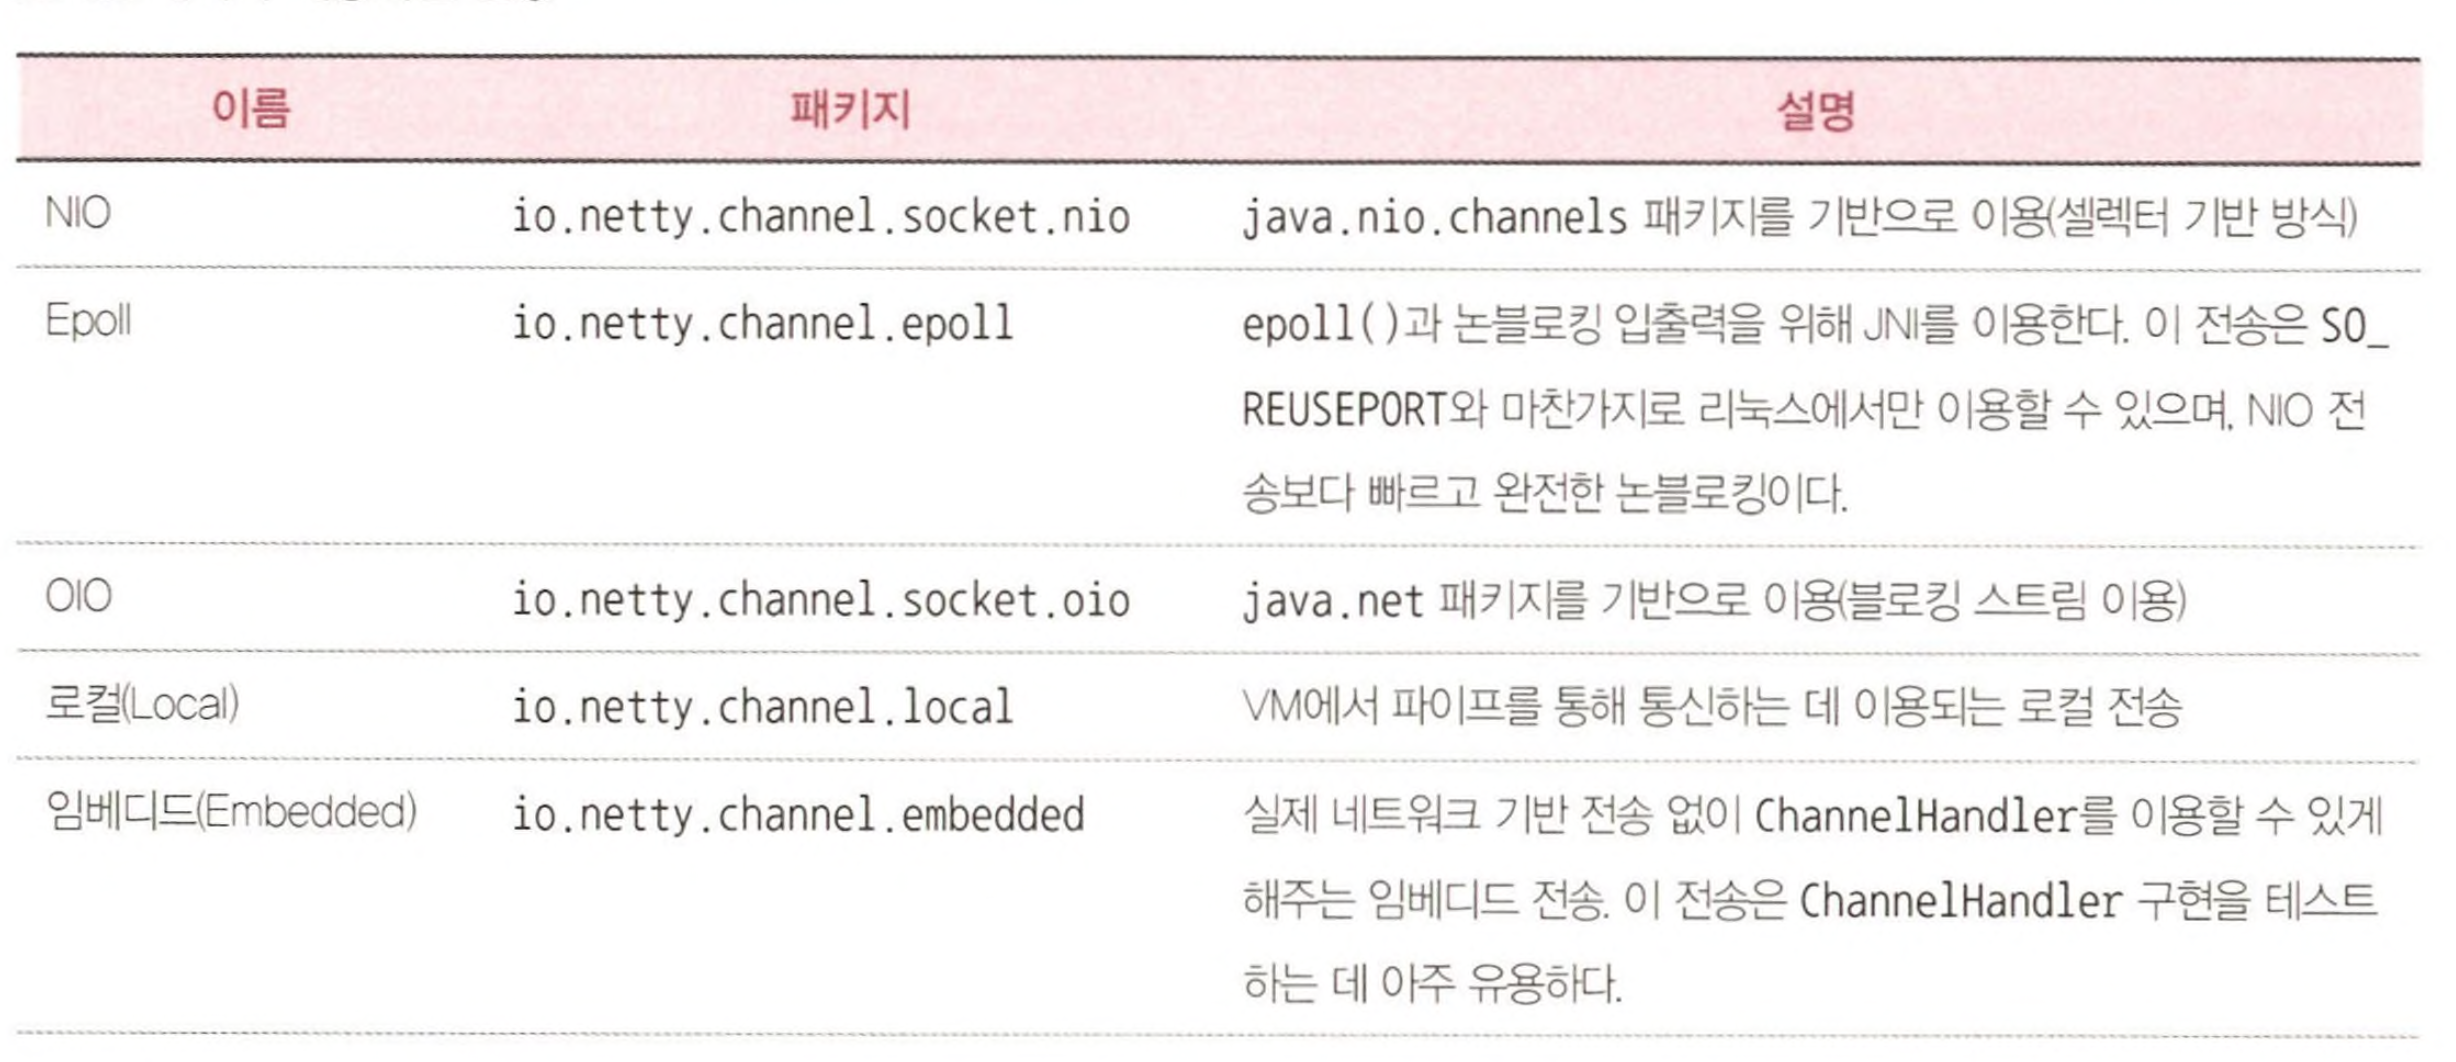 이름 패키지 설명
NIO io.netty.channel.socket.nio java.nio.channels 패키지를 기반으로 이용(셀렉터 기반 방식)
Epoll io.netty.channel.epoll epoll()과 논블로킹 입출력을 위해 JNI를 이용한다. 이 전송은 SO_
REUSEPORT와 마찬가지로 리눅스에서만 이용할 수 있으며, NIO 전
송보다 빠르고 완전한 논블로킹이다.
OIO io.netty.channel.socket.oio java.net 패키지를 기반으로 이용(블로킹 스트림 이용)
로컬(Local) io.netty.channel.local VM에서 파이프를 통해 통신하는 데 이용되는 로컬 전송
임베디드(Embedded) io.netty.channel.embedded 실제 네트워크 기반 전송 없이 ChannelHandler를 이용할 수 있게
해주는 임베디드 전송. 이 전송은 ChannelHandler 구현을 테스트
하는 데 아주 유용하다.